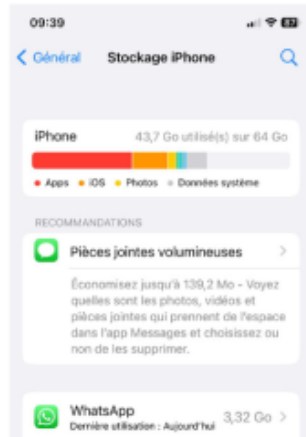 09:39
Général
Stockage iPhone
iPhone
43,7 Go utilisé(s) sur 64 Go
Apps
iOS
Photos
Données système
RECOMMANDATIONS
Pièces jointes volumineuses
Économisez jusqu'à 139,2 Mo - Voyez
quelles sont les photos, vidéos et
pièces jointes qui prennent de l'espace
dans l'app Messages et choisissez ou
non de les supprimer.
WhatsApp
3,32 Go
Dernière utilisation : Aujourd'hui